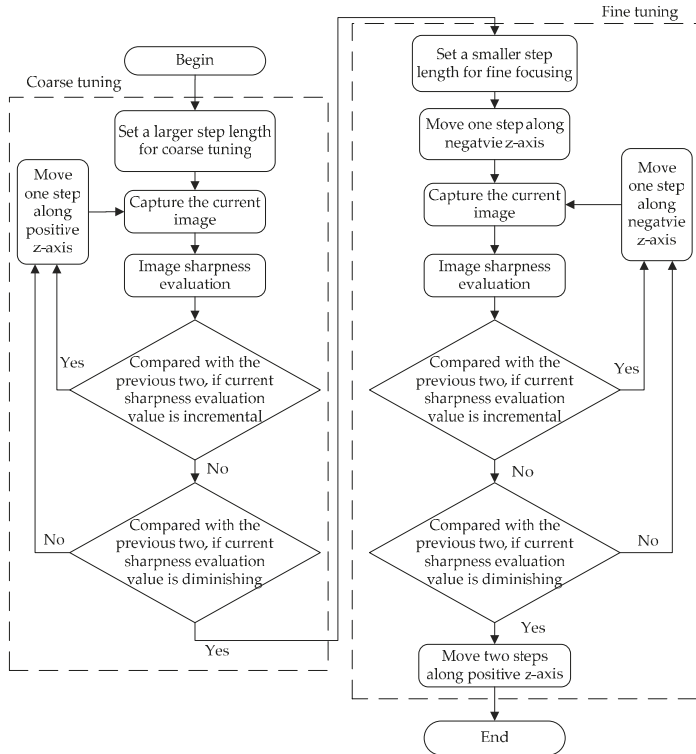 Begin
Coarse tuning
Set a larger step length
for coarse tuning
Move
one step
along
positive
z-axis
Capture the current
image
Image sharpness
evaluation
Yes
Compared with the
previous two, if current
sharpness evaluation
value is incremental
No
No
Compared with the
previous two, if current
sharpness evaluation
value is diminishing
Yes
Fine tuning
Set a smaller step
length for fine focusing
Move one step along
negatvie z-axis
Capture the current
image
Move
one step
along
negatvie
z-axis
Image sharpness
evaluation
Compared with the
previous two, if current
sharpness evaluation
value is incremental
Yes
No
Compared with the
previous two, if current
sharpness evaluation
value is diminishing
No
Yes
Move two steps
along positive z-axis
End